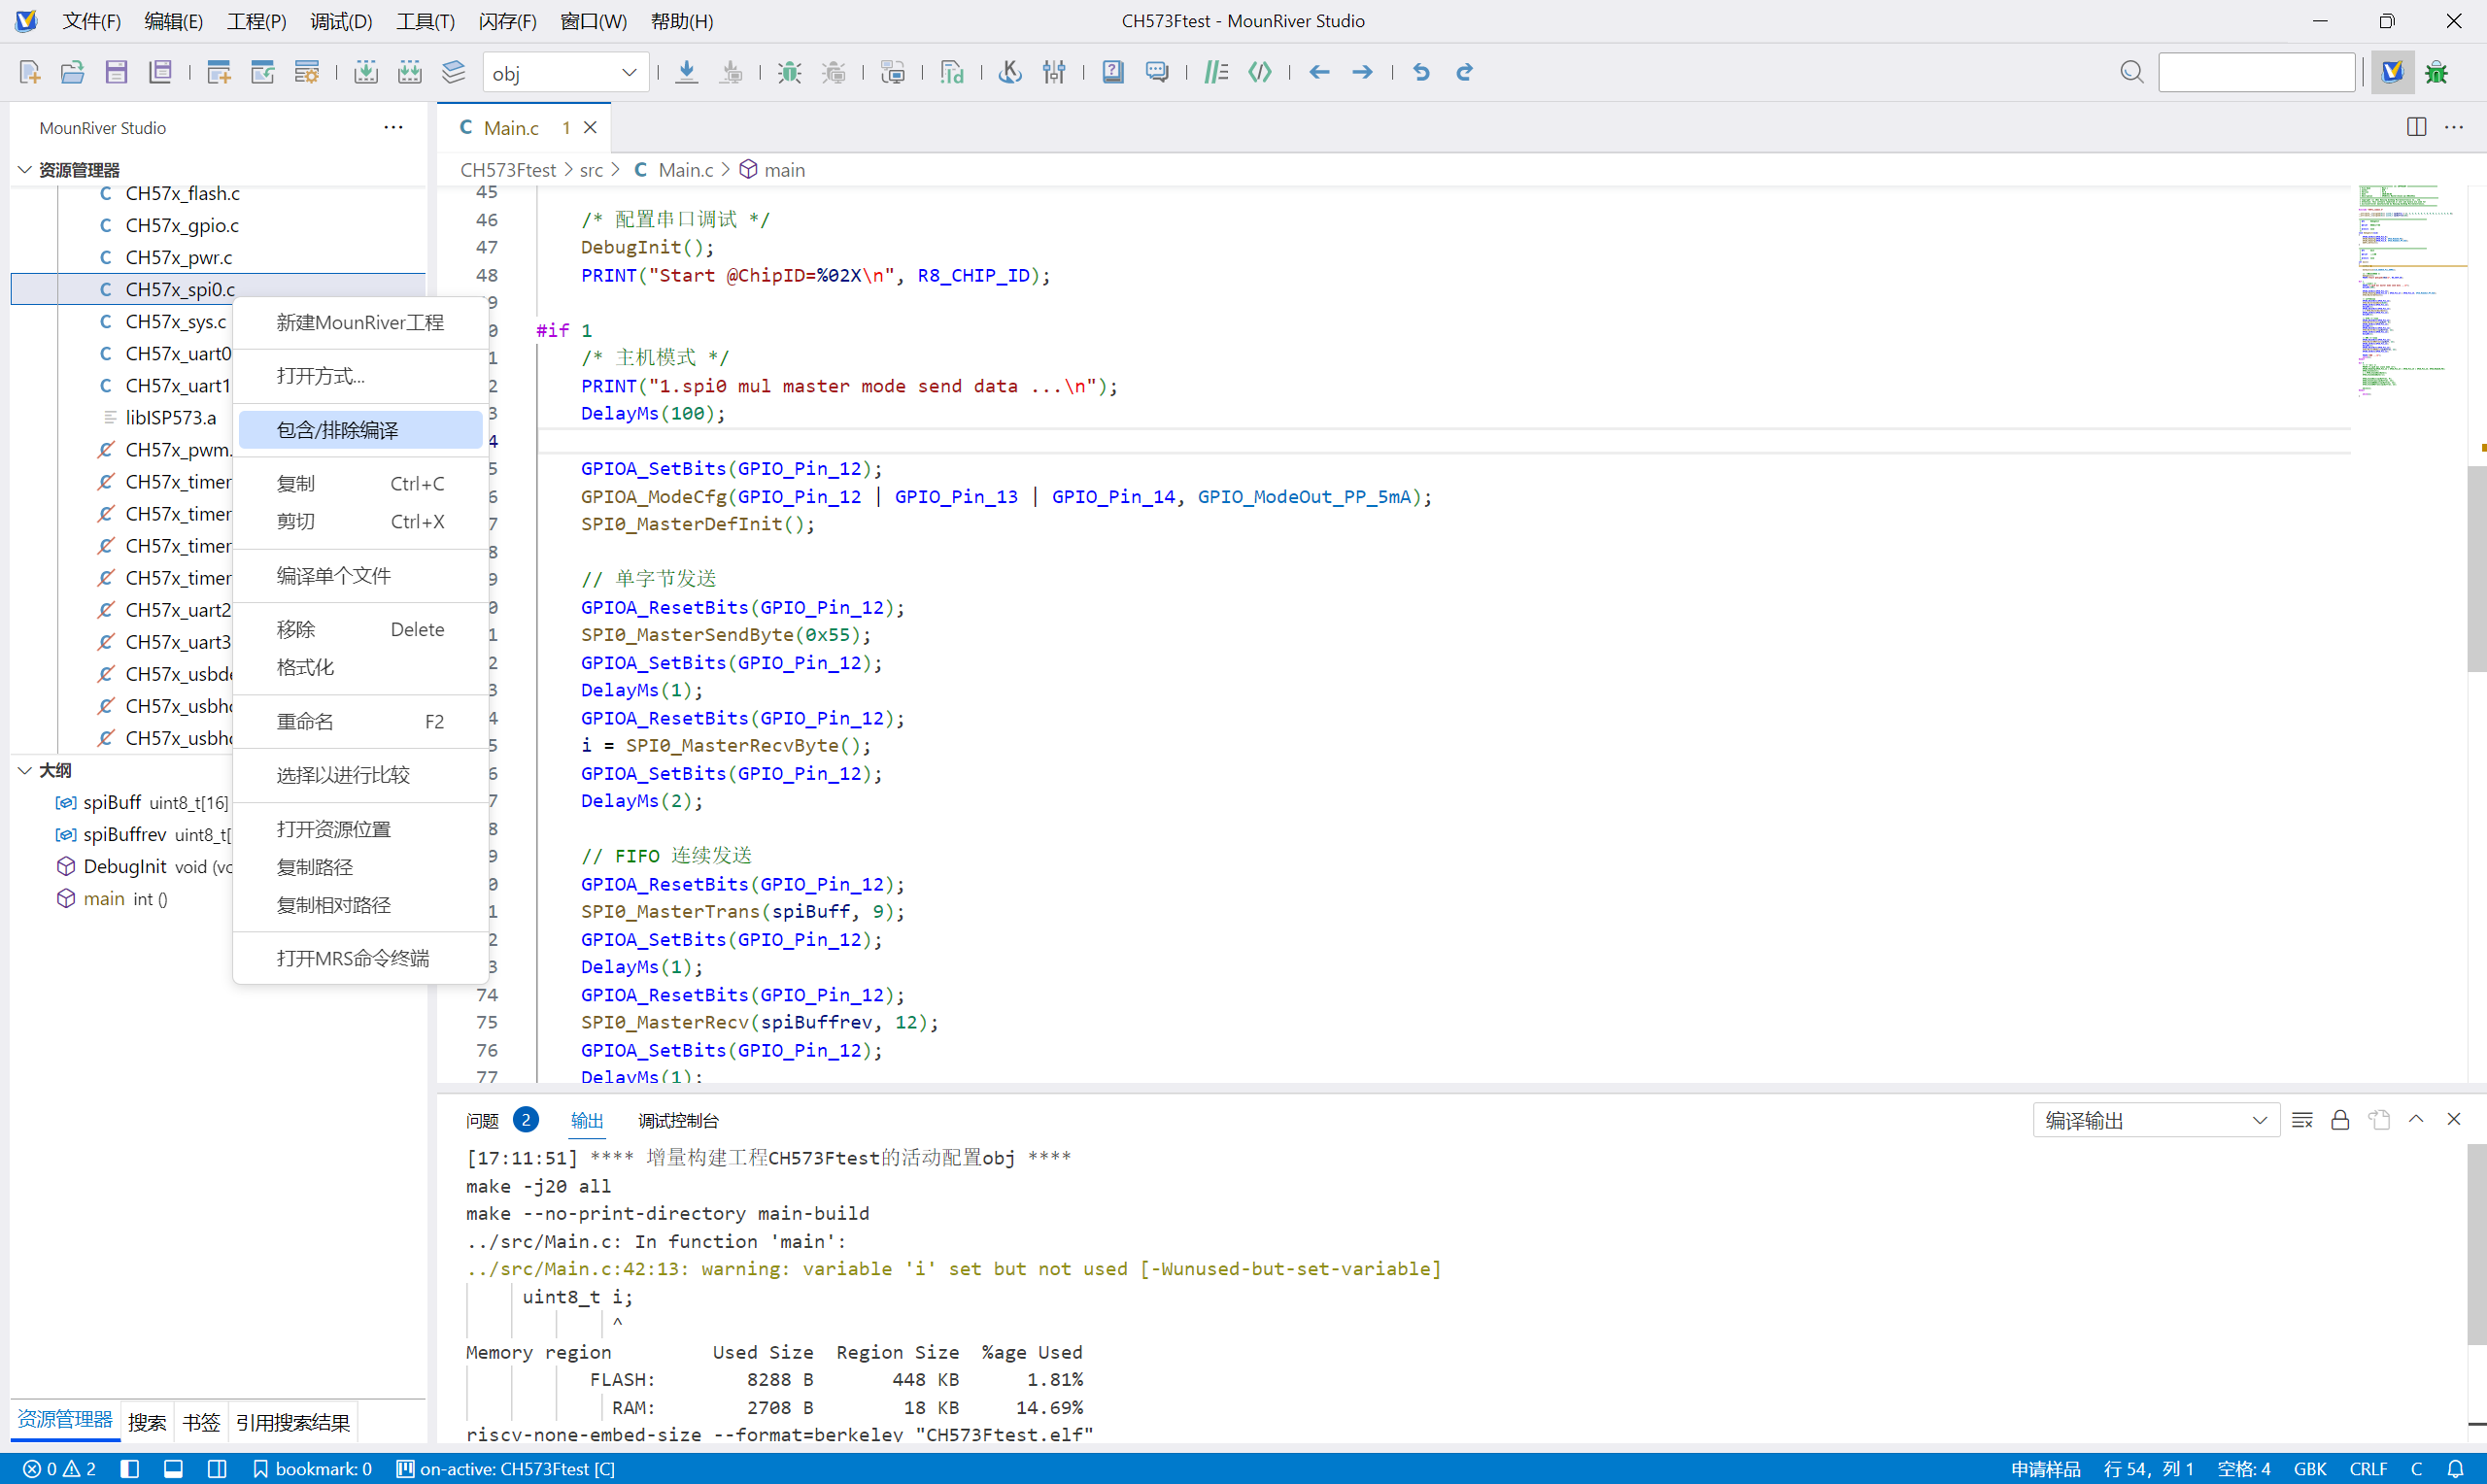 文件(F) 编辑(E) 工程(P) 调试(D) 工具(T) 闪存(F) 窗口(W) 帮助(H)
CH573Ftest - MounRiver Studio
obj
MounRiver Studio
资源管理器
CH57x_flash.c
CH57x_gpio.c
CH57x_pwr.c
CH57x_spi0.c
CH57x_sys.c
CH57x_uart0
CH57x_uart1
libISP573.a
CH57x_pwm.
CH57x_timer
CH57x_timer
CH57x_timer
CH57x_timer
CH57x_uart2
CH57x_uart3
CH57x_usbde
CH57x_usbho
CH57x_usbho
新建MounRiver工程
打开方式...
包含/排除编译
复制 Ctrl+C
剪切 Ctrl+X
编译单个文件
移除 Delete
格式化
重命名 F2
选择以进行比较
打开资源位置
复制路径
复制相对路径
打开MRS命令终端
大纲
spiBuff uint8_t[16]
spiBuffrev uint8_t[
DebugInit void (vo
main int ()
资源管理器 搜索 书签 引用搜索结果
Main.c 1
CH573Ftest > src > C Main.c > main
45
46 /* 配置串口调试 */
47 DebugInit();
48 PRINT("Start @ChipID=%02X\n", R8_CHIP_ID);
9
0 #if 1
1 /* 主机模式 */
2 PRINT("1.spi0 mul master mode send data ...\n");
3 DelayMs(100);
4
5 GPIOA_SetBits(GPIO_Pin_12);
6 GPIOA_ModeCfg(GPIO_Pin_12 | GPIO_Pin_13 | GPIO_Pin_14, GPIO_ModeOut_PP_5mA);
7 SPI0_MasterDefInit();
8
9 // 单字节发送
0 GPIOA_ResetBits(GPIO_Pin_12);
1 SPI0_MasterSendByte(0x55);
2 GPIOA_SetBits(GPIO_Pin_12);
3 DelayMs(1);
4 GPIOA_ResetBits(GPIO_Pin_12);
5 i = SPI0_MasterRecvByte();
6 GPIOA_SetBits(GPIO_Pin_12);
7 DelayMs(2);
8
9 // FIFO 连续发送
0 GPIOA_ResetBits(GPIO_Pin_12);
1 SPI0_MasterTrans(spiBuff, 9);
2 GPIOA_SetBits(GPIO_Pin_12);
3 DelayMs(1);
74 GPIOA_ResetBits(GPIO_Pin_12);
75 SPI0_MasterRecv(spiBuffrev, 12);
76 GPIOA_SetBits(GPIO_Pin_12);
77 DelayMs(1);
问题 2 输出 调试控制台
编译输出
[17:11:51] **** 增量构建工程CH573Ftest的活动配置obj ****
make -j20 all
make --no-print-directory main-build
../src/Main.c: In function 'main':
../src/Main.c:42:13: warning: variable 'i' set but not used [-Wunused-but-set-variable]
uint8_t i;
^
Memory region Used Size Region Size %age Used
FLASH: 8288 B 448 KB 1.81%
RAM: 2708 B 18 KB 14.69%
riscv-none-embed-size --format=berkeley "CH573Ftest.elf"
0 2 bookmark: 0 on-active: CH573Ftest [C]
申请样品 行 54，列 1 空格: 4 GBK CRLF C